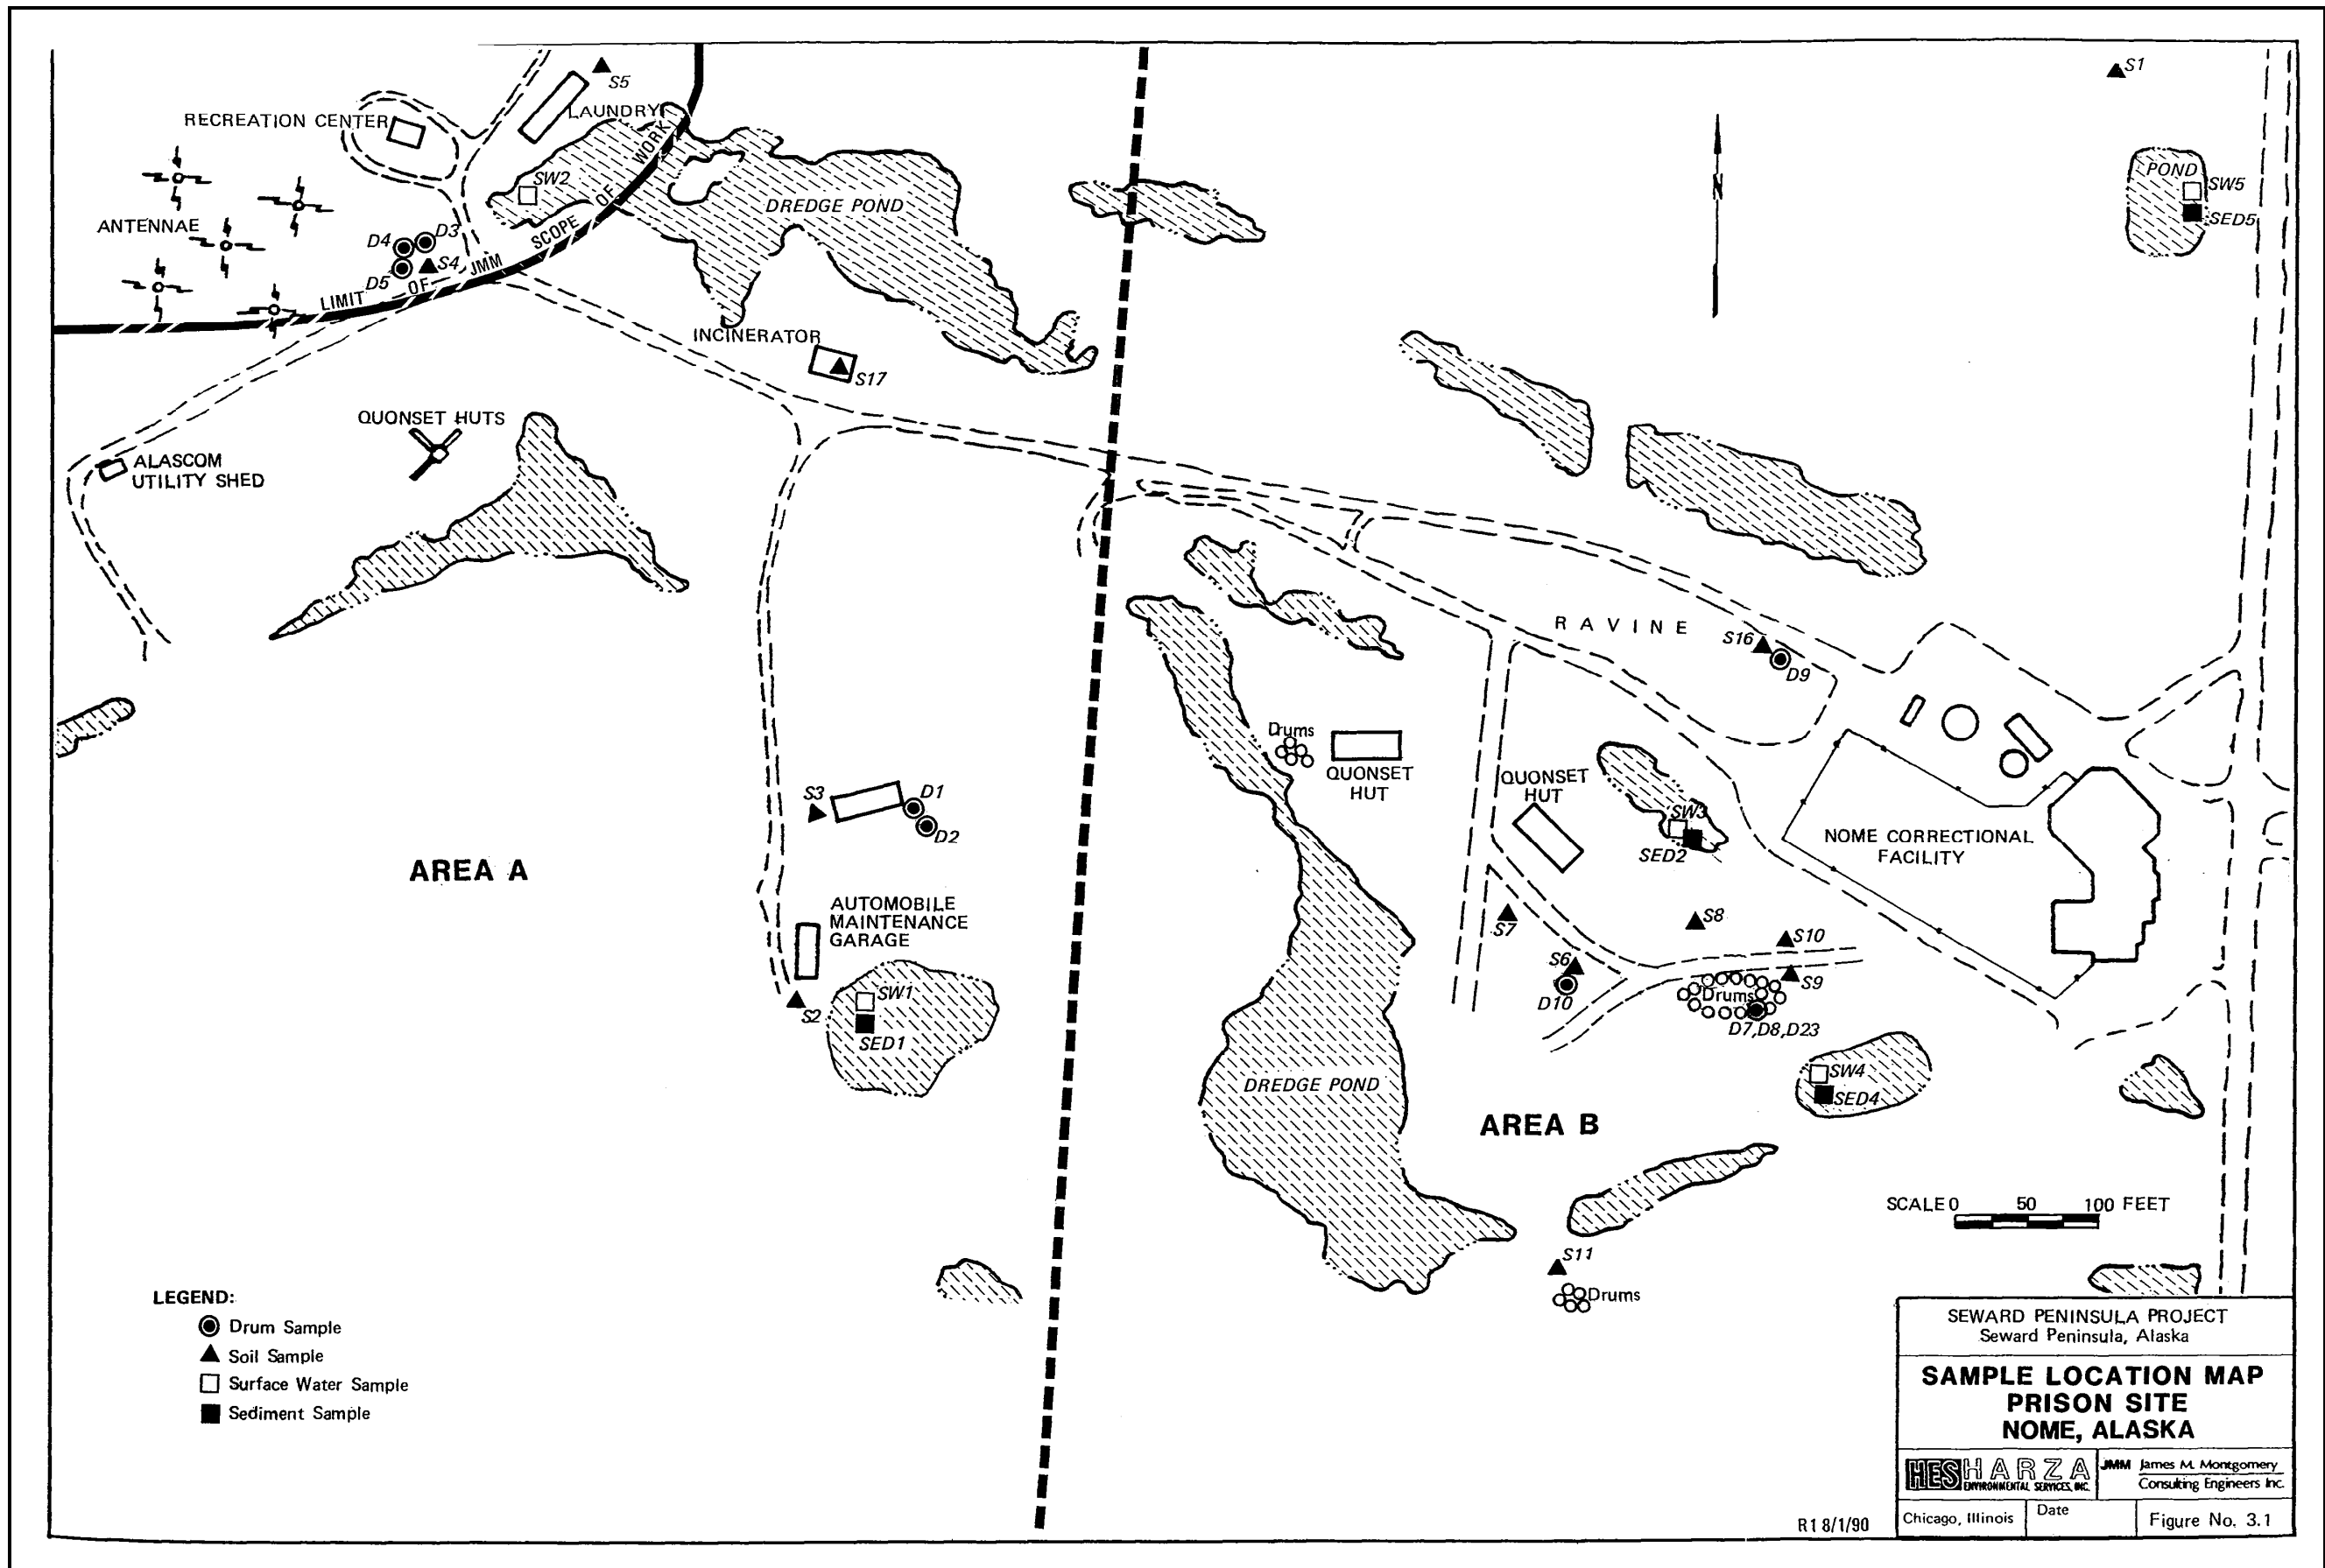 S5
LAUNDRY
RECREATION CENTER
SW2
ANTENNAE
D4
D3
D5
S4
LIMIT OF JMM SCOPE OF WORK
DREDGE POND
N
S1
POND
SW5
SED5
INCINERATOR
S17
QUONSET HUTS
ALASCOM
UTILITY SHED
RAVINE
S16
D9
Drums
QUONSET
HUT
QUONSET
HUT
SW3
SED2
NOME CORRECTIONAL
FACILITY
S3
D1
D2
AREA A
AUTOMOBILE
MAINTENANCE
GARAGE
S2
SW1
SED1
S7
S8
S10
S6
D10
S9
Drums
D7,D8,D23
DREDGE POND
SW4
SED4
AREA B
SCALE 0 50 100 FEET
S11
Drums
LEGEND:
Drum Sample
Soil Sample
Surface Water Sample
Sediment Sample
SEWARD PENINSULA PROJECT
Seward Peninsula, Alaska
SAMPLE LOCATION MAP
PRISON SITE
NOME, ALASKA
HES HARZA
ENVIRONMENTAL SERVICES, INC.
JMM James M. Montgomery
Consulting Engineers Inc.
R1 8/1/90
Chicago, Illinois
Date
Figure No. 3.1